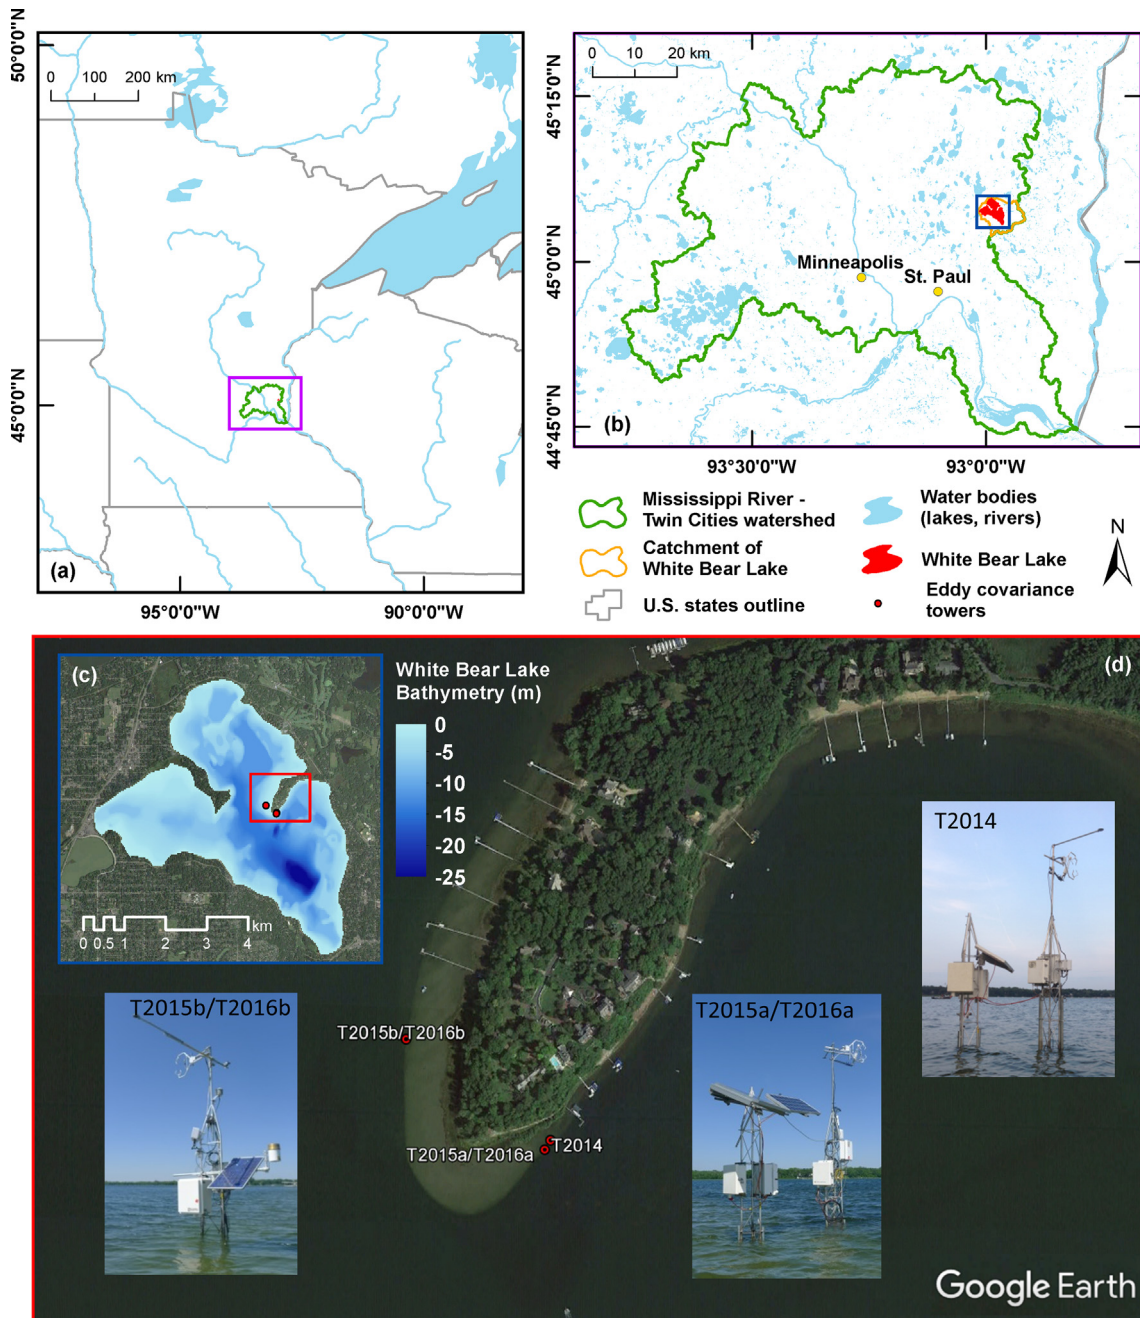 50°0'0"N
45°0'0"N
0 100 200 km
(a)
95°0'0"W
90°0'0"W
45°15'0"N
45°0'0"N
44°45'0"N
0 10 20 km
Minneapolis
St. Paul
(b)
93°30'0"W
93°0'0"W
Mississippi River -
Twin Cities watershed
Catchment of
White Bear Lake
U.S. states outline
Water bodies
(lakes, rivers)
White Bear Lake
Eddy covariance
towers
N
(c)
0 0.5 1 2 3 4
km
White Bear Lake
Bathymetry (m)
0
-5
-10
-15
-20
-25
(d)
T2014
T2015b/T2016b
T2015b/T2016b
T2015a/T2016a
T2015a/T2016a
T2014
Google Earth